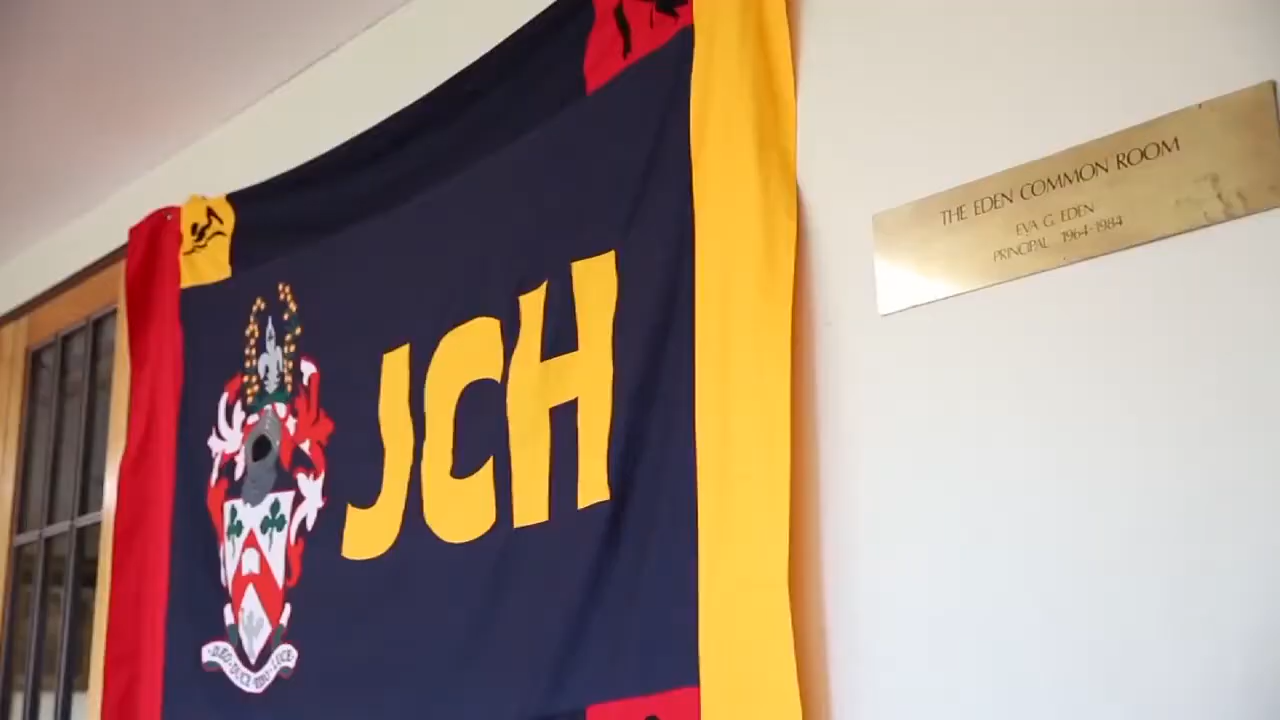 JCH
THE EDEN COMMON ROOM
EVA G. EDEN
PRINCIPAL 1964-1984